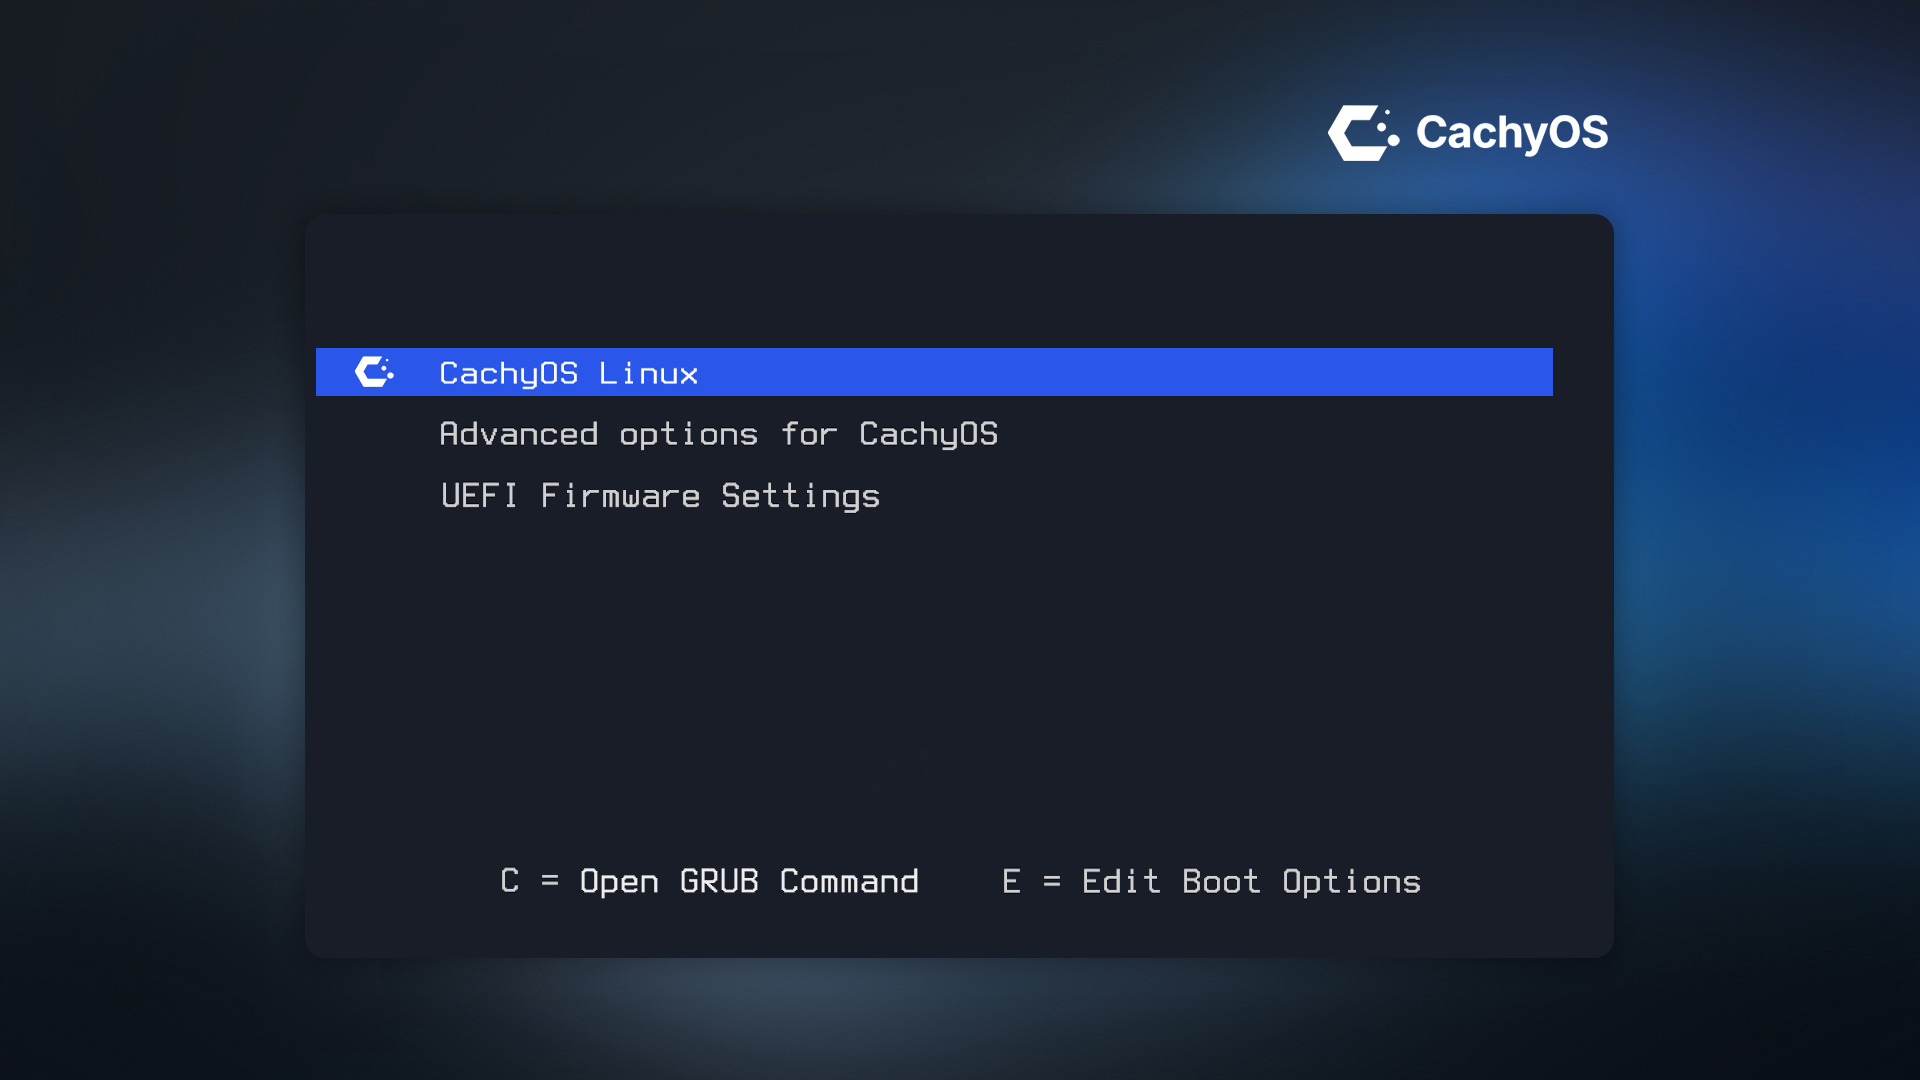 CachyOS
CachyOS Linux
Advanced options for CachyOS
UEFI Firmware Settings
C = Open GRUB Command E = Edit Boot Options